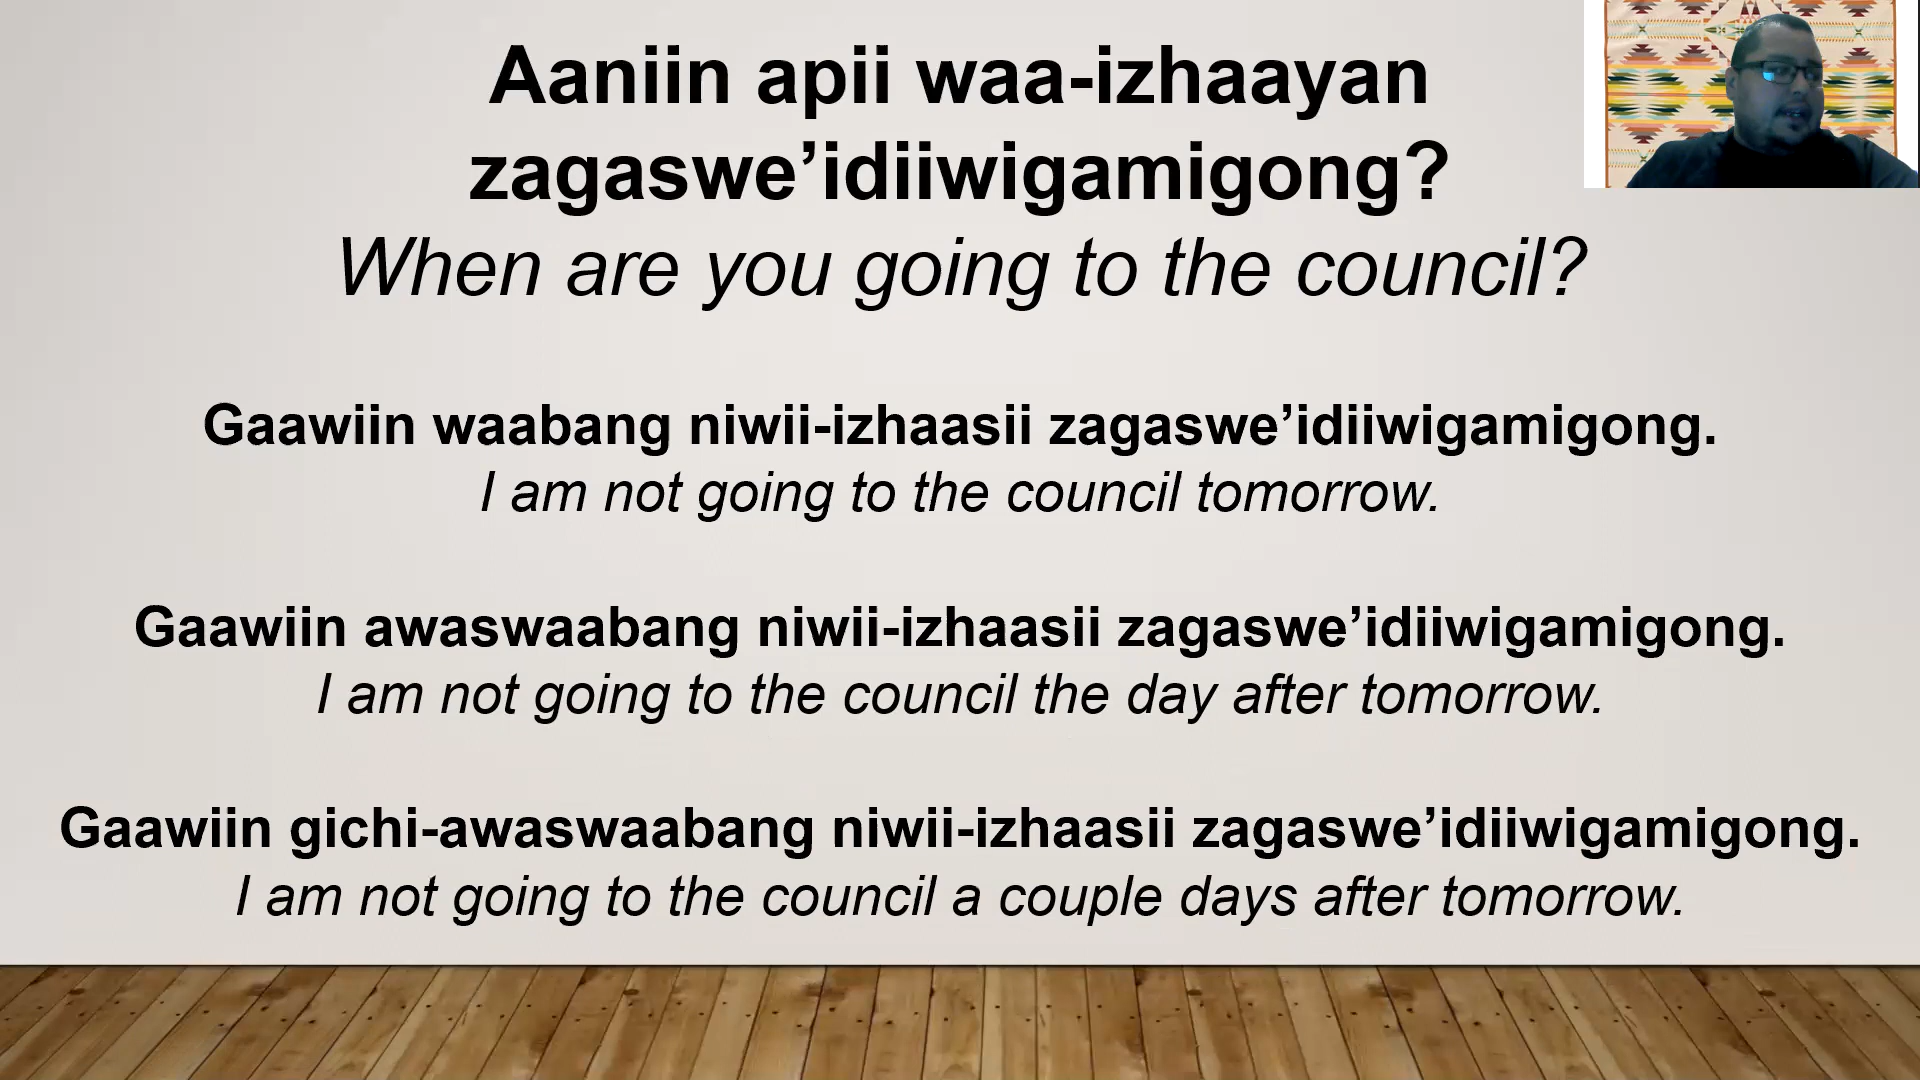 Aaniin apii waa-izhaayan
zagaswe’idiiwigamigong?
When are you going to the council?
Gaawiin waabang niwii-izhaasii zagaswe’idiiwigamigong.
I am not going to the council tomorrow.
Gaawiin awaswaabang niwii-izhaasii zagaswe’idiiwigamigong.
I am not going to the council the day after tomorrow.
Gaawiin gichi-awaswaabang niwii-izhaasii zagaswe’idiiwigamigong.
I am not going to the council a couple days after tomorrow.